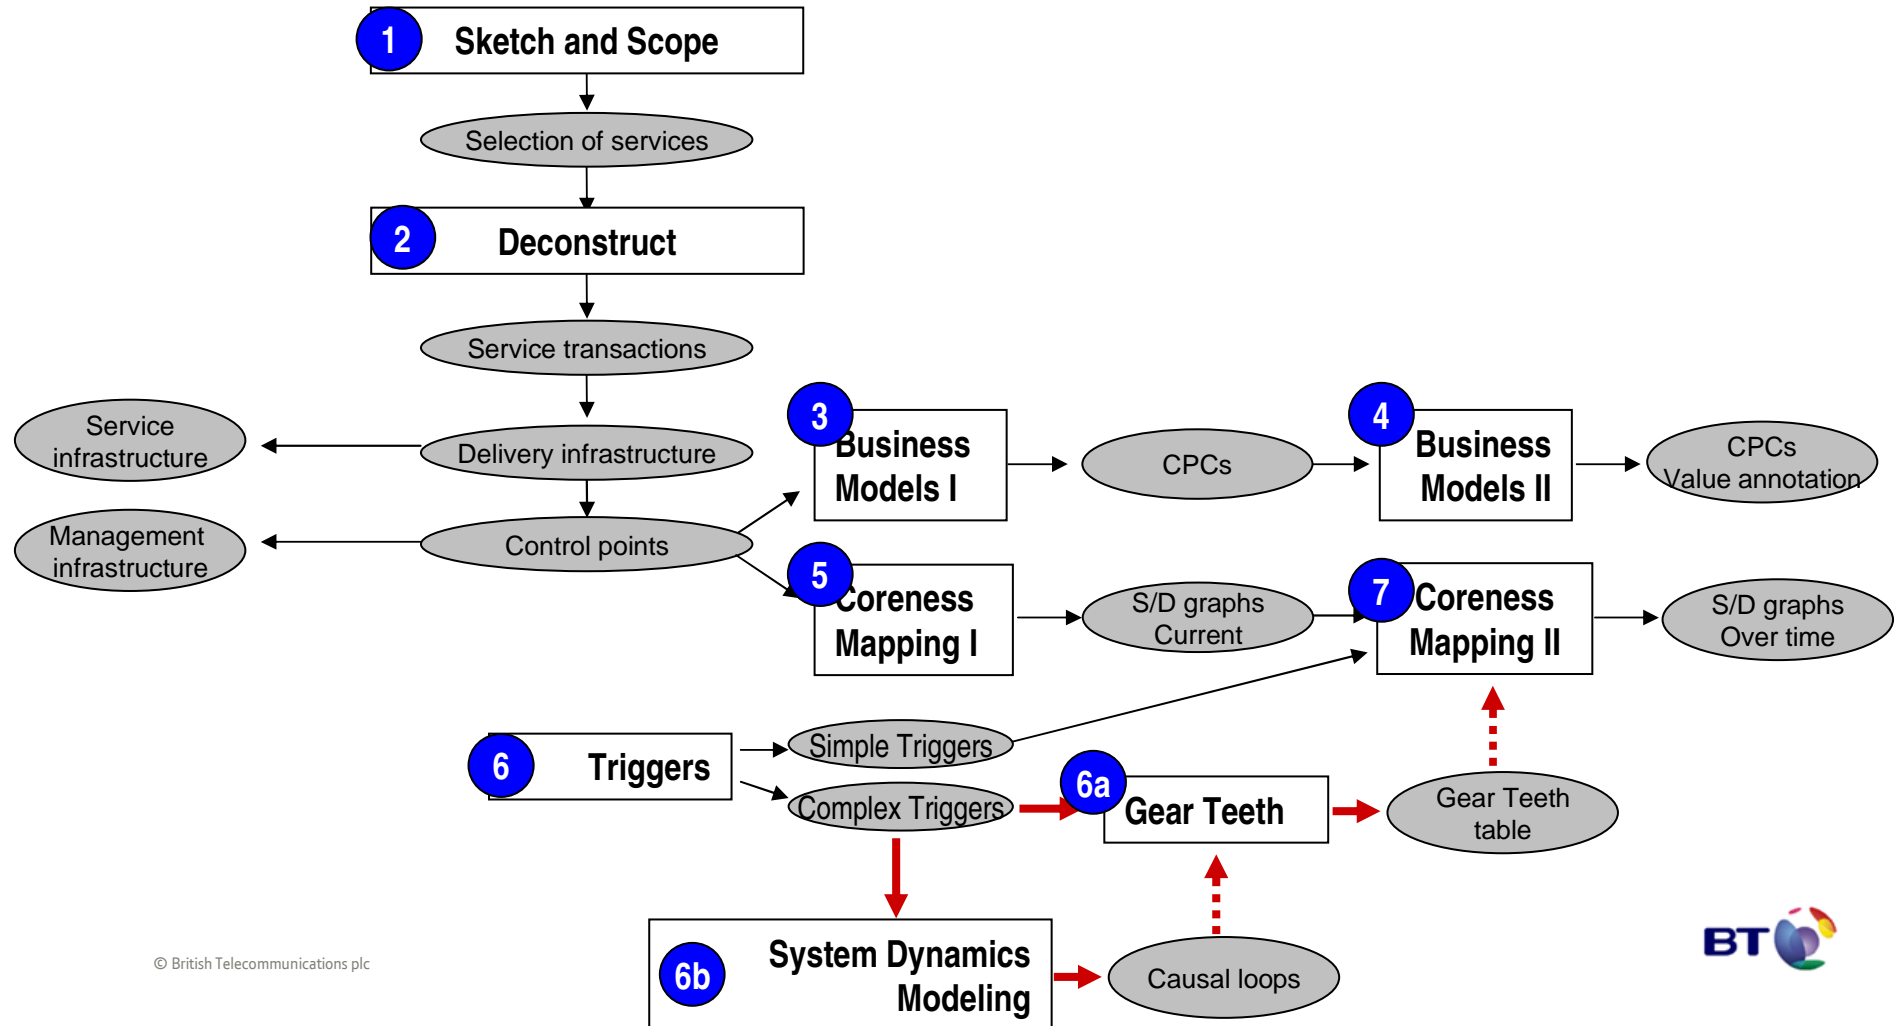 1
Sketch and Scope
Selection of services
2
Deconstruct
Service transactions
Service
infrastructure
Delivery infrastructure
Management
infrastructure
Control points
3
Business
Models I
CPCs
4
Business
Models II
CPCs
Value annotation
5
Coreness
Mapping I
S/D graphs
Current
7
Coreness
Mapping II
S/D graphs
Over time
6
Triggers
Simple Triggers
Complex Triggers
6a
Gear Teeth
Gear Teeth
table
6b
System Dynamics
Modeling
Causal loops
© British Telecommunications plc
BT